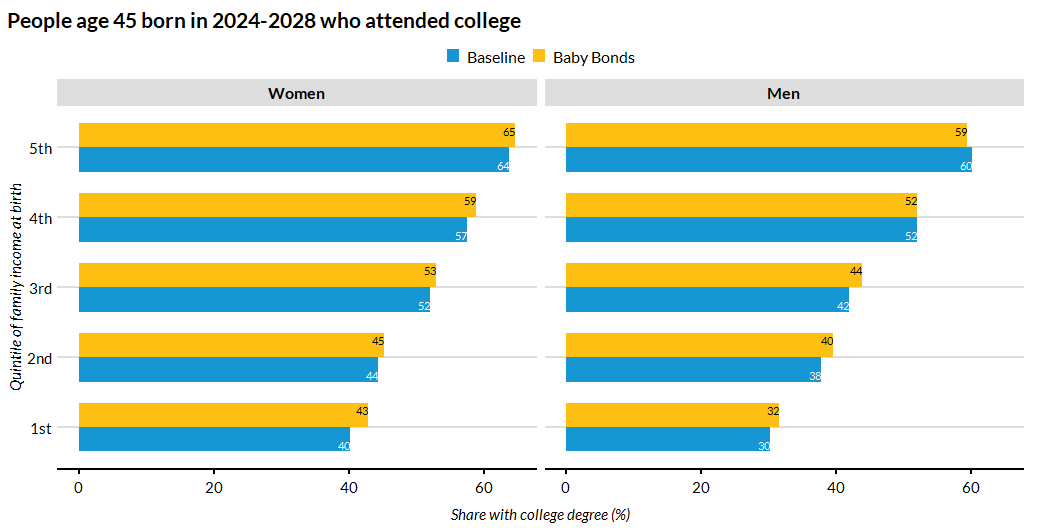 People age 45 born in 2024-2028 who attended college
Baseline Baby Bonds
Women Men
Quintile of family income at birth
5th 65 59
64 60
4th 59 52
57 52
3rd 53 44
52 42
2nd 45 40
44 38
1st 43 32
40 30
0 20 40 60 0 20 40 60
Share with college degree (%)